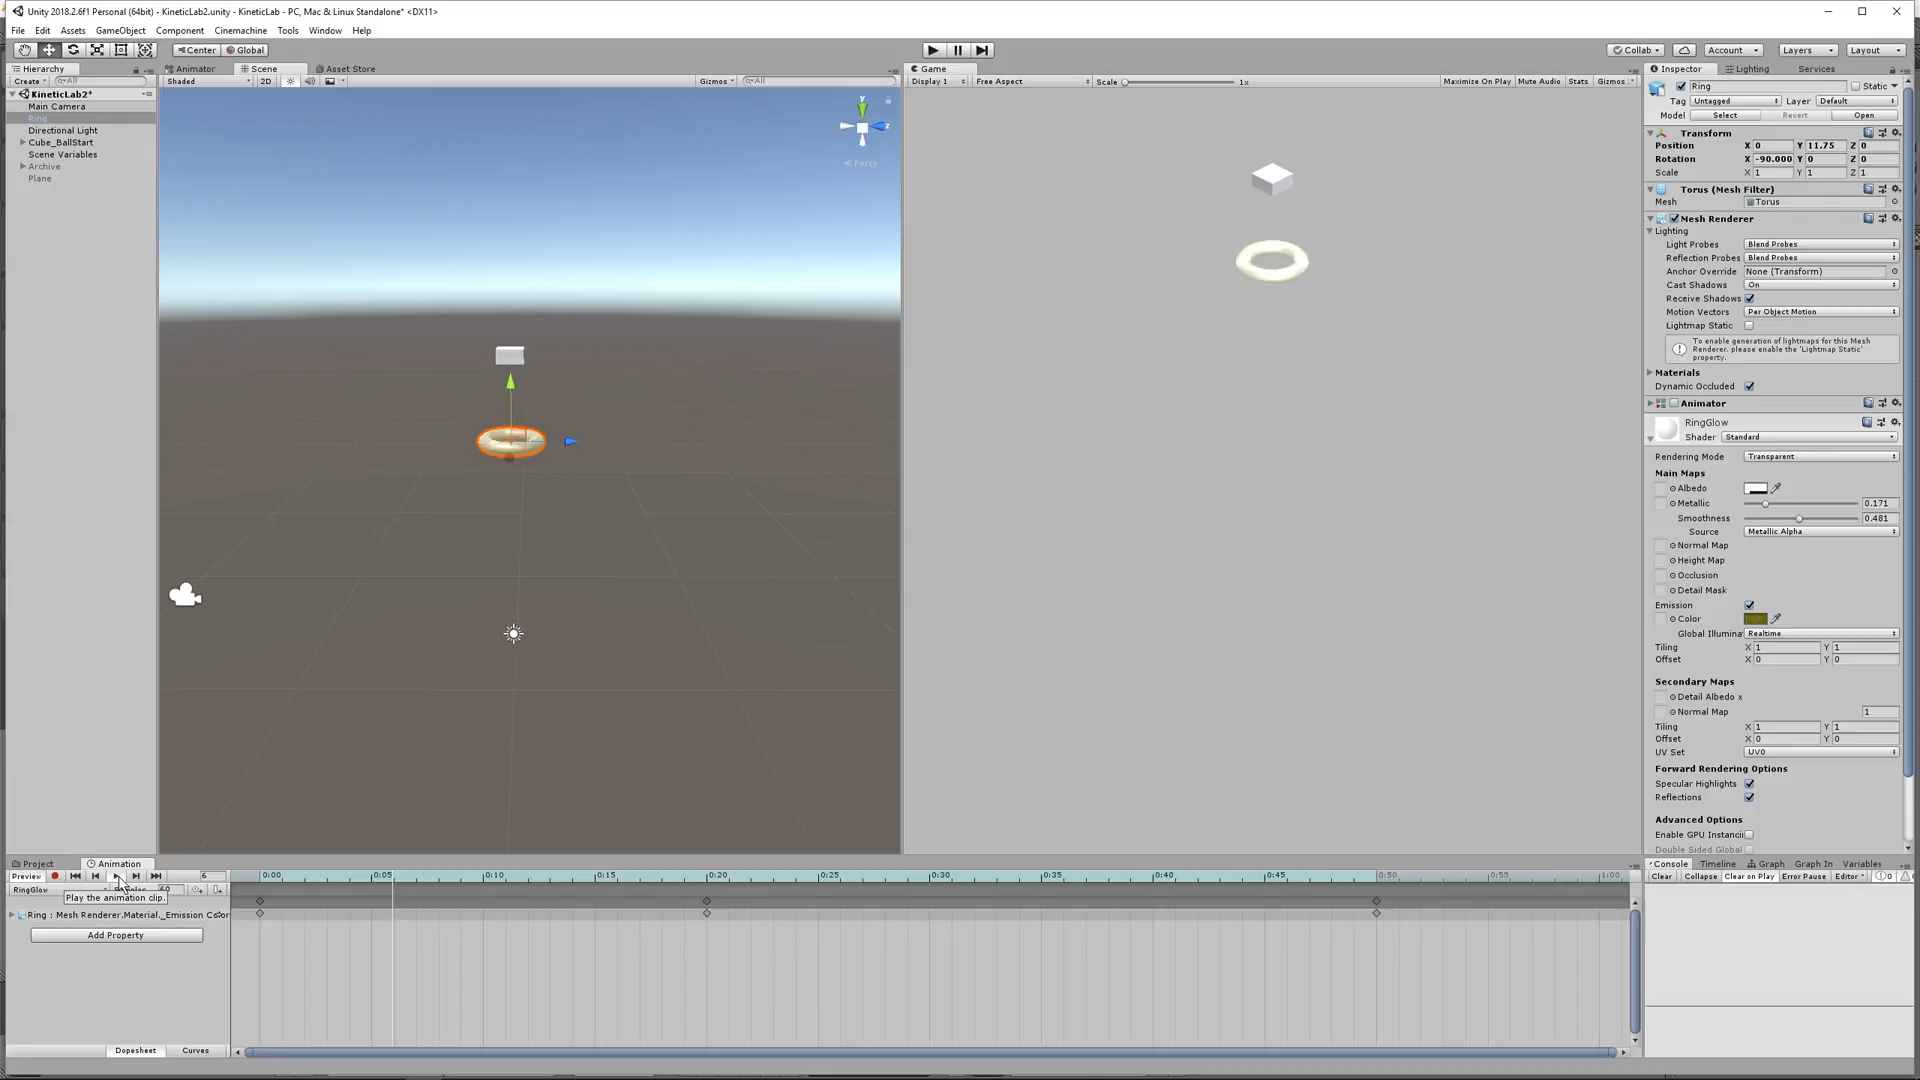 Unity 2018.2.6f1 Personal (64bit) - KineticLab2.unity - KineticLab - PC, Mac & Linux Standalone* <DX11>
File Edit Assets GameObject Component Cinemachine Tools Window Help
Center Global Collab Account Layers Layout
Hierarchy Animator Scene Asset Store Game Inspector Lighting Services
Create All Shaded 2D Gizmos All Display 1 Free Aspect Scale 1x Maximize On Play Mute Audio Stats Gizmos
KineticLab2*
Main Camera
Ring
Directional Light
Cube_BallStart
Scene Variables
Archive
Plane
y
z
Persp
Ring Static
Tag Untagged Layer Default
Model Select Revert Open
Transform
Position X 0 Y 11.75 Z 0
Rotation X -90.000 Y 0 Z 0
Scale X 1 Y 1 Z 1
Torus (Mesh Filter)
Mesh Torus
Mesh Renderer
Lighting
Light Probes Blend Probes
Reflection Probes Blend Probes
Anchor Override None (Transform)
Cast Shadows On
Receive Shadows
Motion Vectors Per Object Motion
Lightmap Static
To enable generation of lightmaps for this Mesh
Renderer, please enable the 'Lightmap Static'
property.
Materials
Dynamic Occluded
Animator
RingGlow
Shader Standard
Rendering Mode Transparent
Main Maps
Albedo
Metallic 0.171
Smoothness 0.481
Source Metallic Alpha
Normal Map
Height Map
Occlusion
Detail Mask
Emission
Color
Global Illumina Realtime
Tiling X 1 Y 1
Offset X 0 Y 0
Secondary Maps
Detail Albedo x
Normal Map 1
Tiling X 1 Y 1
Offset X 0 Y 0
UV Set UV0
Forward Rendering Options
Specular Highlights
Reflections
Advanced Options
Enable GPU Instancin
Double Sided Global
Project Animation
Preview 6 0:00 0:05 0:10 0:15 0:20 0:25 0:30 0:35 0:40 0:45 0:50 0:55 1:00
RingGlow 60
Play the animation clip.
Ring : Mesh Renderer.Material._Emission Color
Add Property
Dopesheet Curves
Console Timeline Graph Graph In Variables
Clear Collapse Clear on Play Error Pause Editor 0